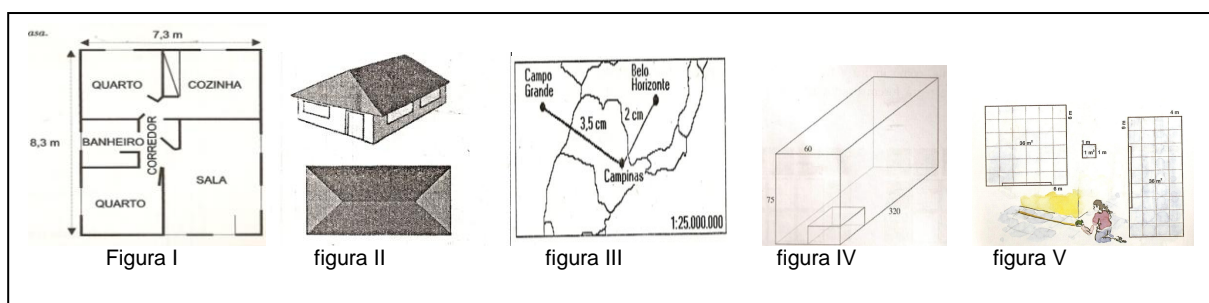 asa.
7,3 m
QUARTO
COZINHA
8,3 m
BANHEIRO
CORREDOR
SALA
QUARTO
Figura I
figura II
Campo
Grande
Belo
Horizonte
2 cm
3,5 cm
Campinas
1:25.000.000
figura III
60
75
320
figura IV
6 m
36 m²
6 m
1 m
1 m²
1 m
4 m
9 m
36 m²
figura V